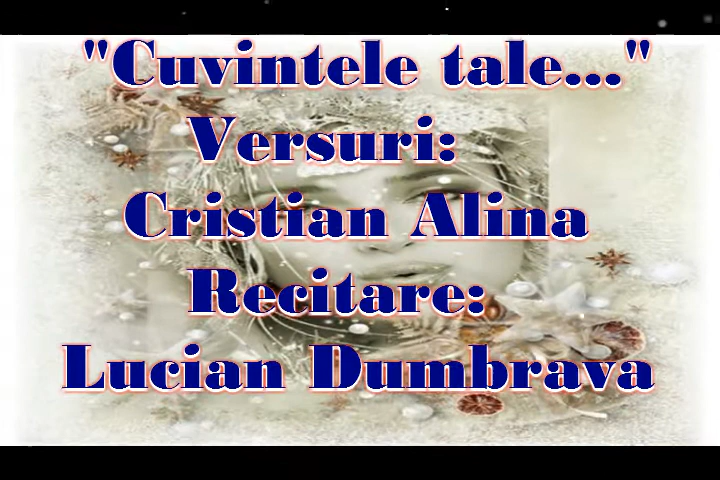 "Cuvintele tale..."
Versuri:
Cristian Alina
Recitare:
Lucian Dumbrava